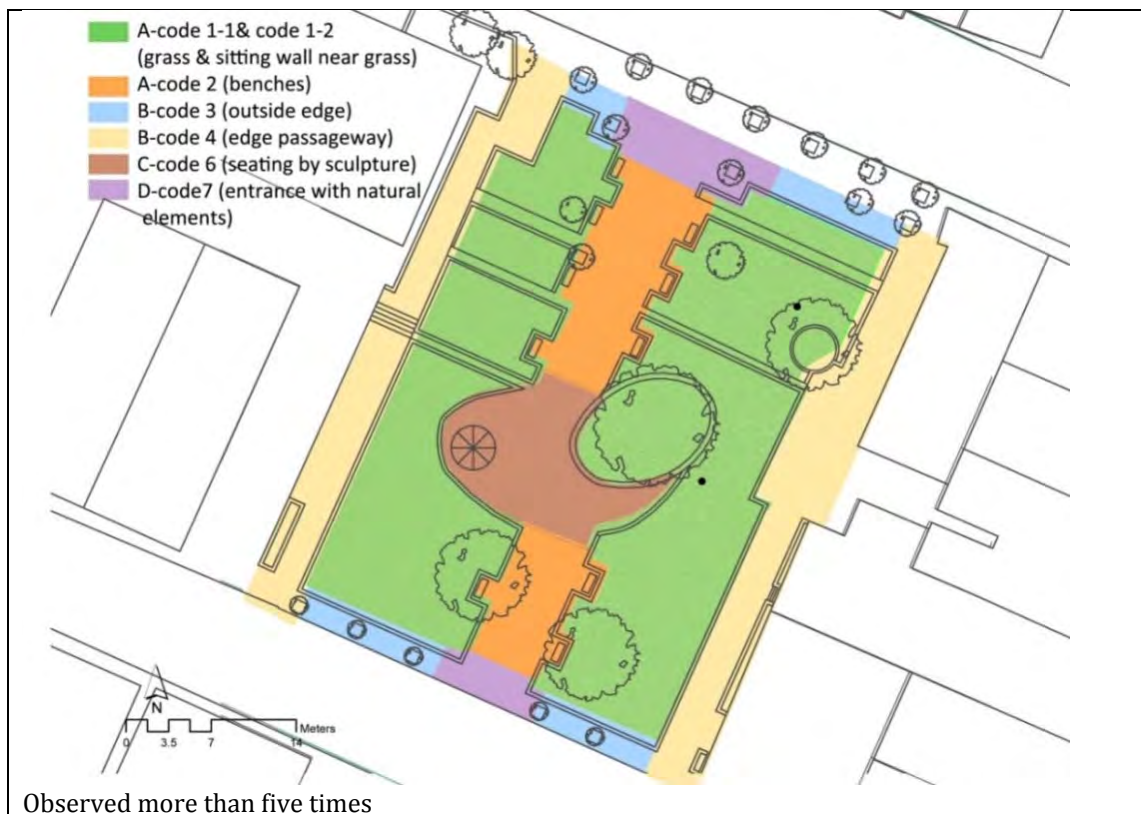 A-code 1-1& code 1-2
(grass & sitting wall near grass)
A-code 2 (benches)
B-code 3 (outside edge)
B-code 4 (edge passageway)
C-code 6 (seating by sculpture)
D-code7 (entrance with natural
elements)
N
Meters
0 3.5 7 14
Observed more than five times